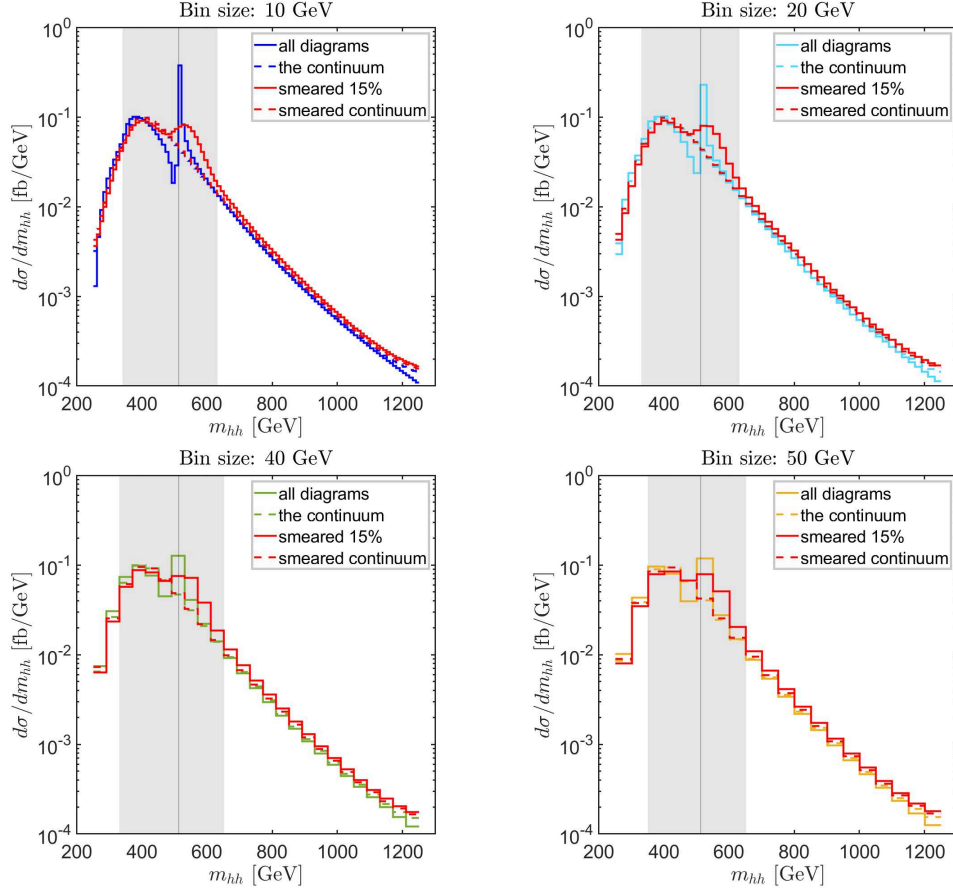 Bin size: 10 GeV
10^0
10^-1
10^-2
10^-3
10^-4
dσ/dm_hh [fb/GeV]
all diagrams
the continuum
smeared 15%
smeared continuum
200 400 600 800 1000 1200
m_hh [GeV]
Bin size: 20 GeV
10^0
10^-1
10^-2
10^-3
10^-4
dσ/dm_hh [fb/GeV]
all diagrams
the continuum
smeared 15%
smeared continuum
200 400 600 800 1000 1200
m_hh [GeV]
Bin size: 40 GeV
10^0
10^-1
10^-2
10^-3
10^-4
dσ/dm_hh [fb/GeV]
all diagrams
the continuum
smeared 15%
smeared continuum
200 400 600 800 1000 1200
m_hh [GeV]
Bin size: 50 GeV
10^0
10^-1
10^-2
10^-3
10^-4
dσ/dm_hh [fb/GeV]
all diagrams
the continuum
smeared 15%
smeared continuum
200 400 600 800 1000 1200
m_hh [GeV]